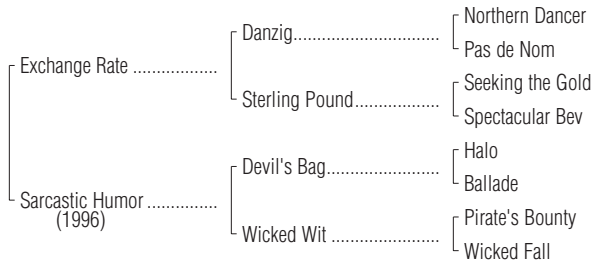 Northern Dancer
Danzig..............................
Pas de Nom
Exchange Rate .................
Seeking the Gold
Sterling Pound.................
Spectacular Bev
Halo
Devil's Bag.......................
Ballade
Sarcastic Humor ..............
(1996)
Pirate's Bounty
Wicked Wit ......................
Wicked Fall